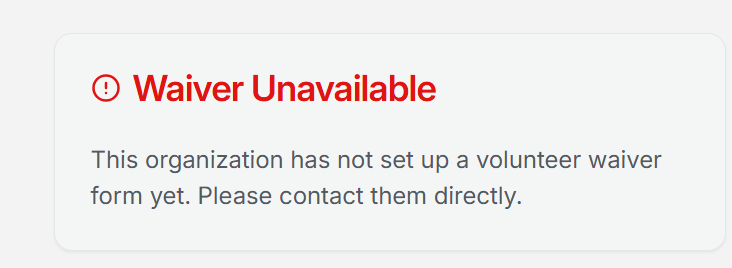 Waiver Unavailable
This organization has not set up a volunteer waiver
form yet. Please contact them directly.